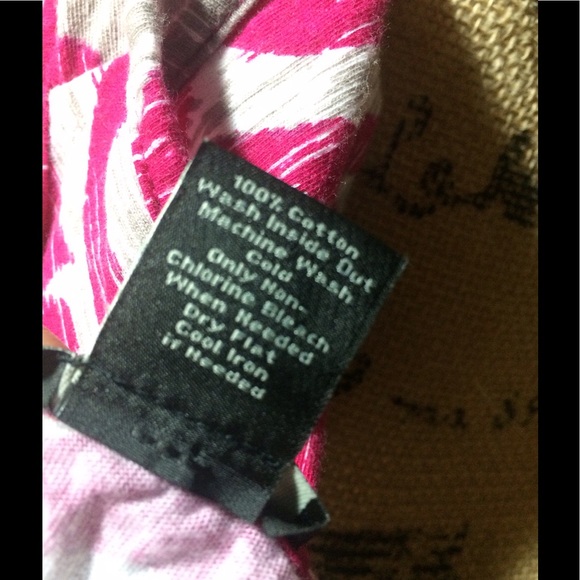 100% Cotton
Wash Inside Out
Machine Wash
Cold
Only Non-
Chlorine Bleach
When Needed
Dry Flat
Cool Iron
if Needed